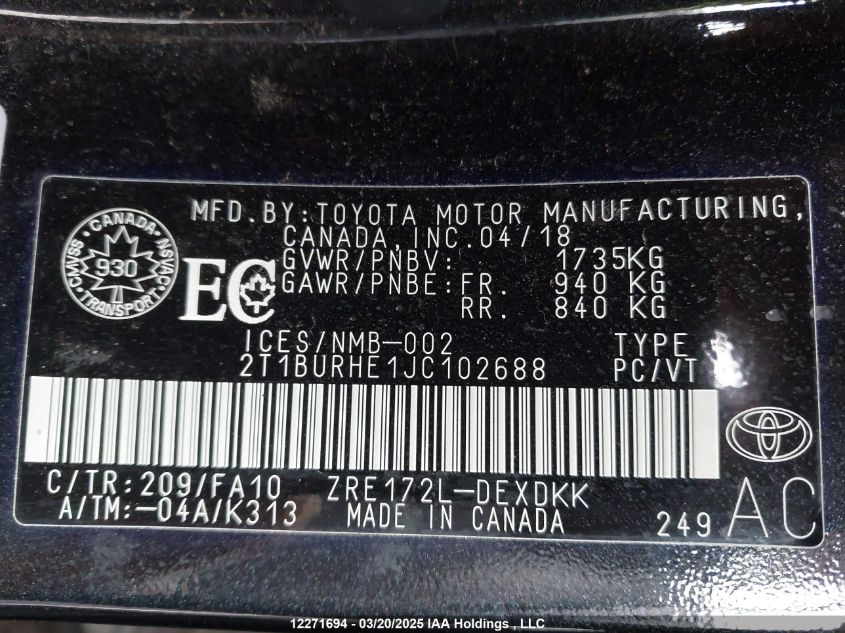 MFD.BY:TOYOTA MOTOR MANUFACTURING,
CANADA,INC.04/18
GVWR/PNBV: 1735KG
GAWR/PNBE:FR. 940 KG
RR. 840 KG
CANADA
CMVSS 930 NSVAC
TRANSPORT
EC
ICES/NMB-002 TYPE
2T1BURHE1JC102688 PC/VT
C/TR:209/FA10 ZRE172L-DEXDKK
A/TM:-04A/K313 MADE IN CANADA 249 AC
12271694 - 03/20/2025 IAA Holdings, LLC